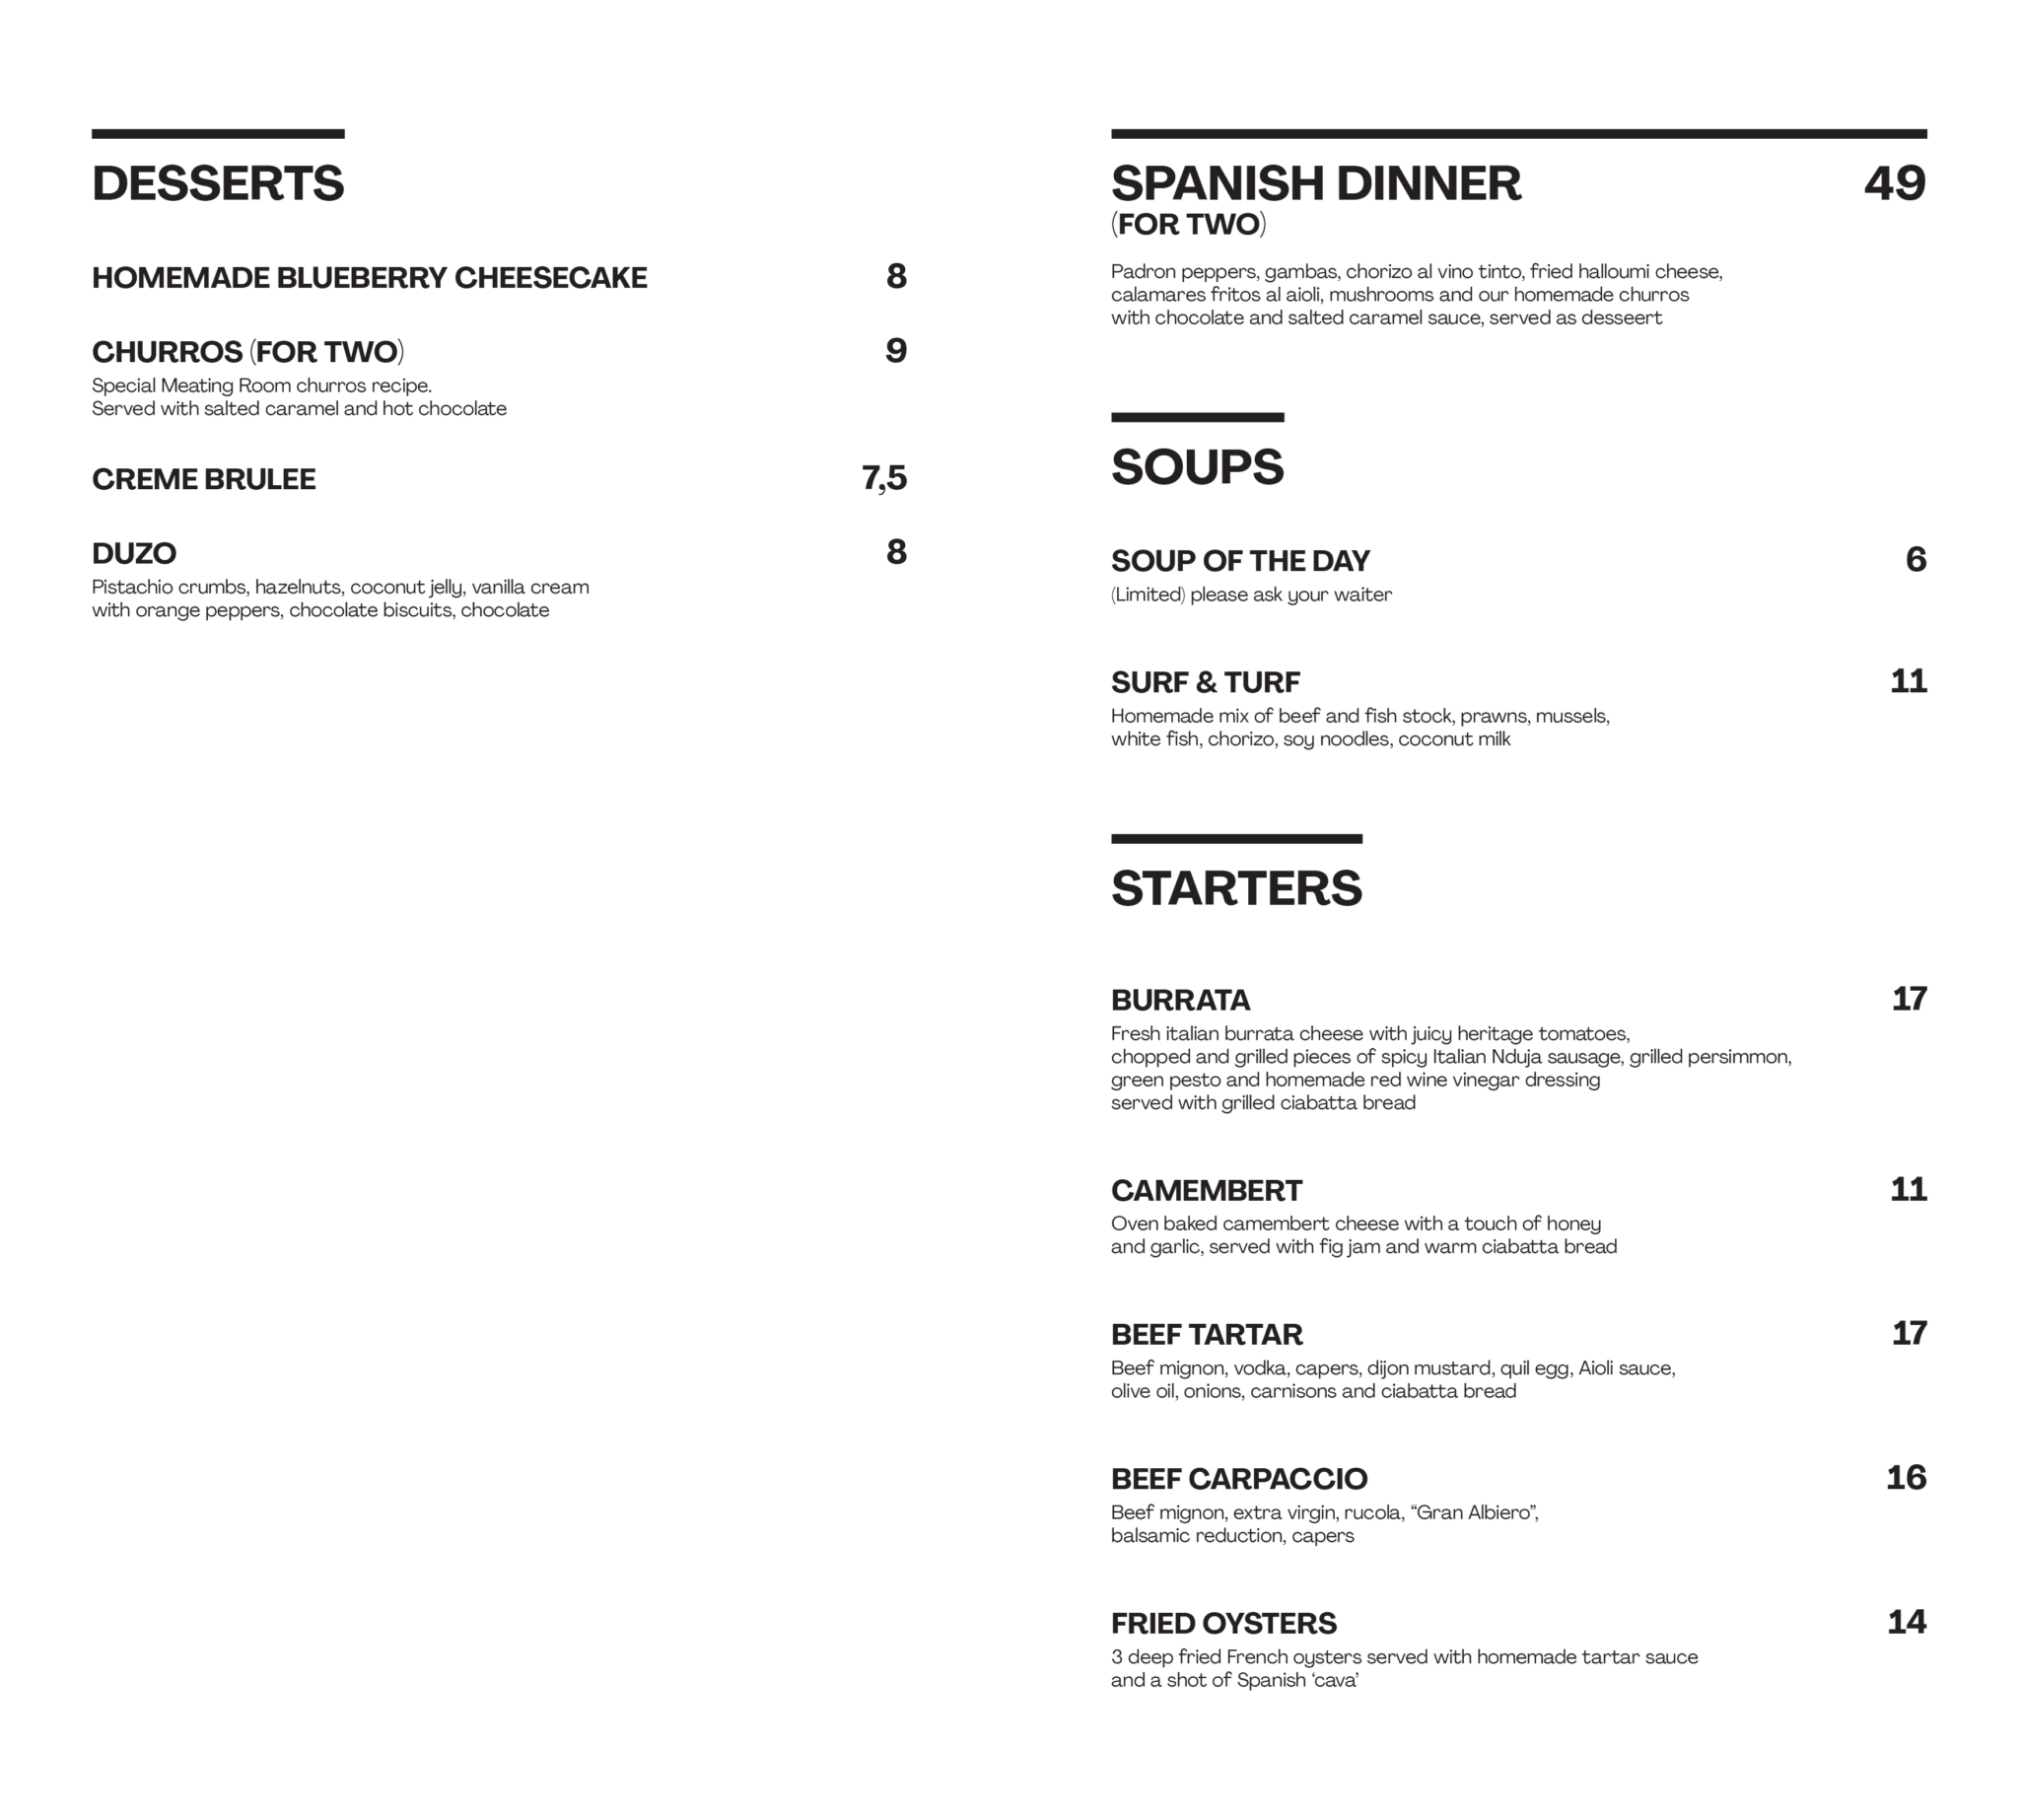 DESSERTS
HOMEMADE BLUEBERRY CHEESECAKE 8
CHURROS (FOR TWO) 9
Special Meating Room churros recipe.
Served with salted caramel and hot chocolate
CREME BRULEE 7,5
DUZO 8
Pistachio crumbs, hazelnuts, coconut jelly, vanilla cream
with orange peppers, chocolate biscuits, chocolate
SPANISH DINNER 49
(FOR TWO)
Padron peppers, gambas, chorizo al vino tinto, fried halloumi cheese,
calamares fritos al aioli, mushrooms and our homemade churros
with chocolate and salted caramel sauce, served as desseert
SOUPS
SOUP OF THE DAY 6
(Limited) please ask your waiter
SURF & TURF 11
Homemade mix of beef and fish stock, prawns, mussels,
white fish, chorizo, soy noodles, coconut milk
STARTERS
BURRATA 17
Fresh italian burrata cheese with juicy heritage tomatoes,
chopped and grilled pieces of spicy Italian Nduja sausage, grilled persimmon,
green pesto and homemade red wine vinegar dressing
served with grilled ciabatta bread
CAMEMBERT 11
Oven baked camembert cheese with a touch of honey
and garlic, served with fig jam and warm ciabatta bread
BEEF TARTAR 17
Beef mignon, vodka, capers, dijon mustard, quil egg, Aioli sauce,
olive oil, onions, carnisons and ciabatta bread
BEEF CARPACCIO 16
Beef mignon, extra virgin, rucola, “Gran Albiero”,
balsamic reduction, capers
FRIED OYSTERS 14
3 deep fried French oysters served with homemade tartar sauce
and a shot of Spanish ‘cava’